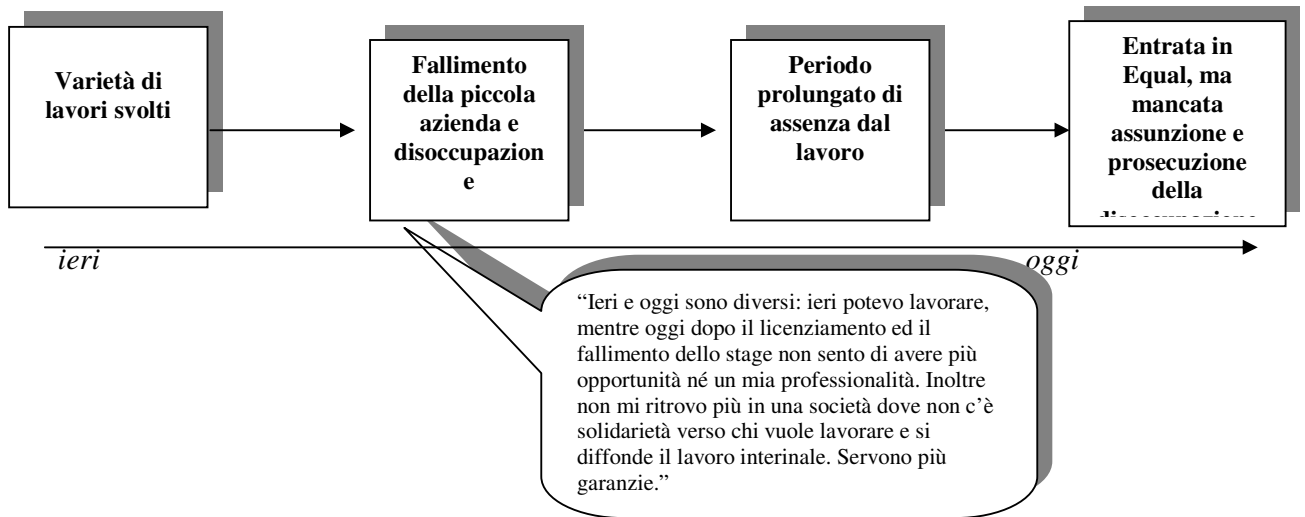 Varietà di
lavori svolti
Fallimento
della piccola
azienda e
disoccupazion
e
Periodo
prolungato di
assenza dal
lavoro
Entrata in
Equal, ma
mancata
assunzione e
prosecuzione
della
ieri
oggi
“Ieri e oggi sono diversi: ieri potevo lavorare,
mentre oggi dopo il licenziamento ed il
fallimento dello stage non sento di avere più
opportunità né un mia professionalità. Inoltre
non mi ritrovo più in una società dove non c’è
solidarietà verso chi vuole lavorare e si
diffonde il lavoro interinale. Servono più
garanzie.”